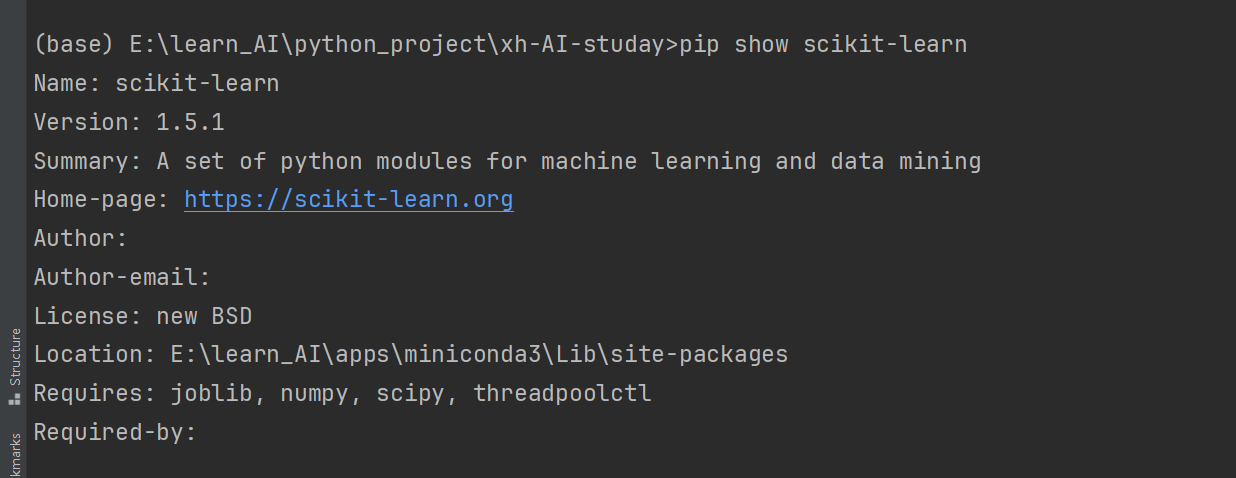 (base) E:\learn_AI\python_project\xh-AI-studay>pip show scikit-learn
Name: scikit-learn
Version: 1.5.1
Summary: A set of python modules for machine learning and data mining
Home-page: https://scikit-learn.org
Author:
Author-email:
License: new BSD
Location: E:\learn_AI\apps\miniconda3\Lib\site-packages
Requires: joblib, numpy, scipy, threadpoolctl
Required-by:
Structure
kmarks